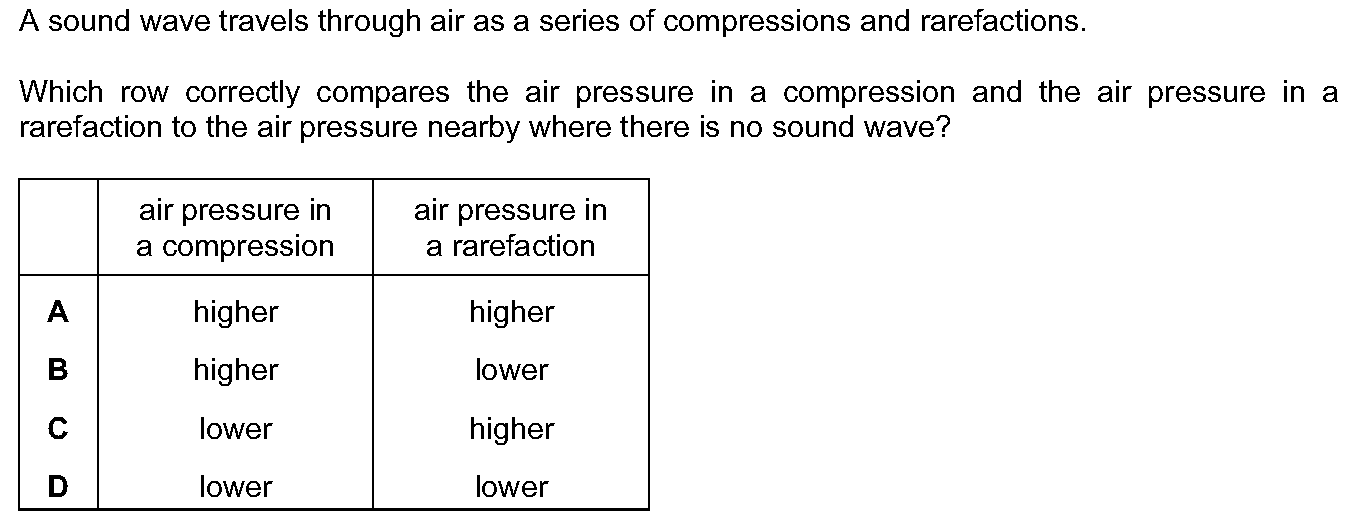 A sound wave travels through air as a series of compressions and rarefactions.
Which row correctly compares the air pressure in a compression and the air pressure in a
rarefaction to the air pressure nearby where there is no sound wave?
air pressure in a compression air pressure in a rarefaction
A higher higher
B higher lower
C lower higher
D lower lower